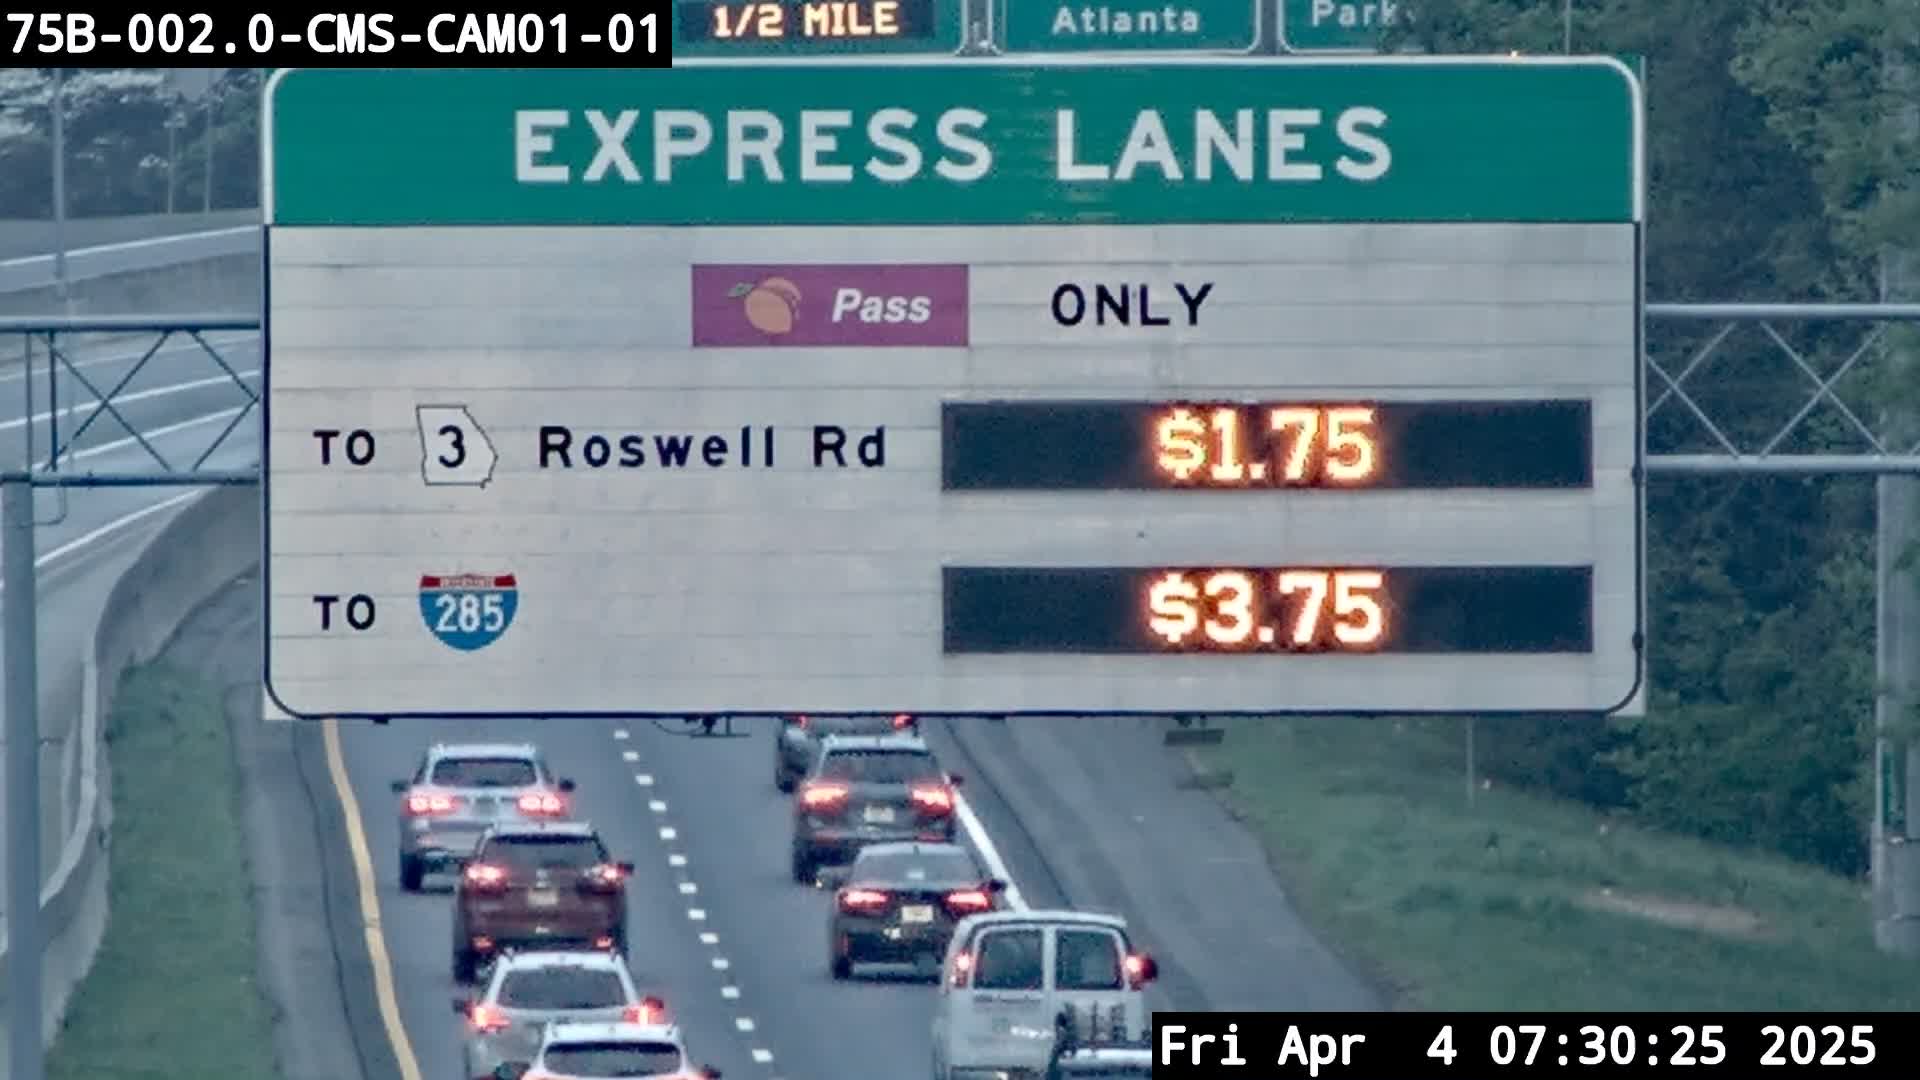 75B-002.0-CMS-CAM01-01
1/2 MILE
Atlanta
Park
EXPRESS LANES
Pass ONLY
TO 3 Roswell Rd $1.75
TO 285 $3.75
Fri Apr 4 07:30:25 2025